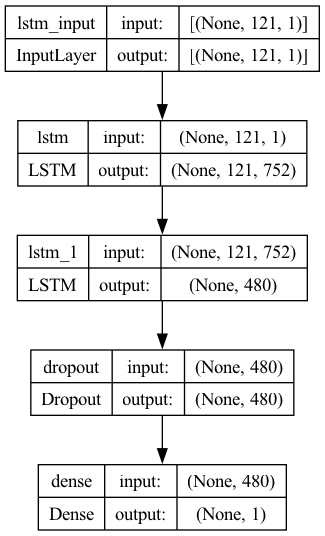 lstm_input input: [(None, 121, 1)]
InputLayer output: [(None, 121, 1)]
lstm input: (None, 121, 1)
LSTM output: (None, 121, 752)
lstm_1 input: (None, 121, 752)
LSTM output: (None, 480)
dropout input: (None, 480)
Dropout output: (None, 480)
dense input: (None, 480)
Dense output: (None, 1)